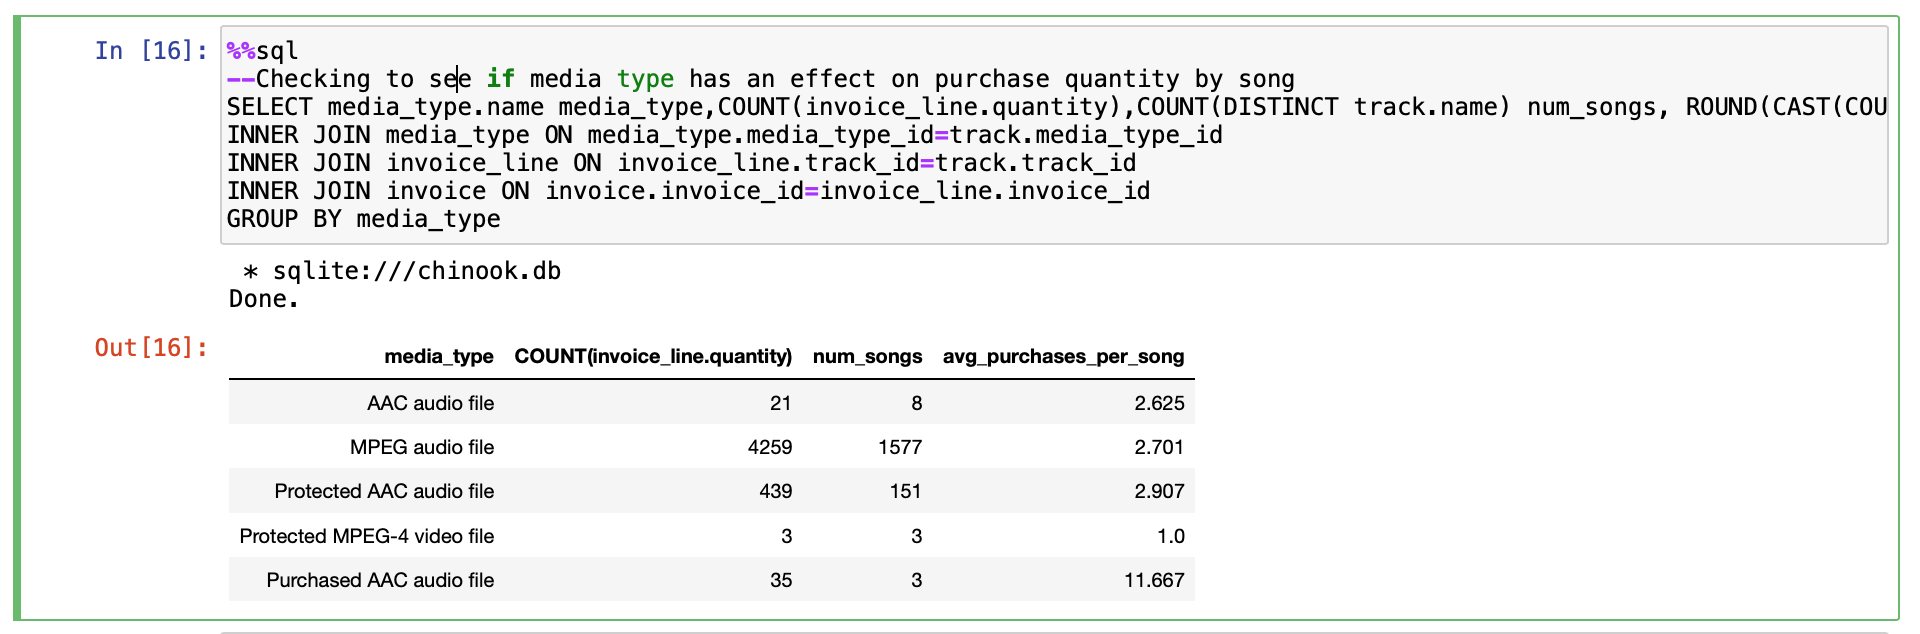 In [16]:
%%sql
--Checking to see if media type has an effect on purchase quantity by song
SELECT media_type.name media_type,COUNT(invoice_line.quantity),COUNT(DISTINCT track.name) num_songs, ROUND(CAST(COU
INNER JOIN media_type ON media_type.media_type_id=track.media_type_id
INNER JOIN invoice_line ON invoice_line.track_id=track.track_id
INNER JOIN invoice ON invoice.invoice_id=invoice_line.invoice_id
GROUP BY media_type
* sqlite:///chinook.db
Done.
Out[16]:
media_type COUNT(invoice_line.quantity) num_songs avg_purchases_per_song
AAC audio file 21 8 2.625
MPEG audio file 4259 1577 2.701
Protected AAC audio file 439 151 2.907
Protected MPEG-4 video file 3 3 1.0
Purchased AAC audio file 35 3 11.667